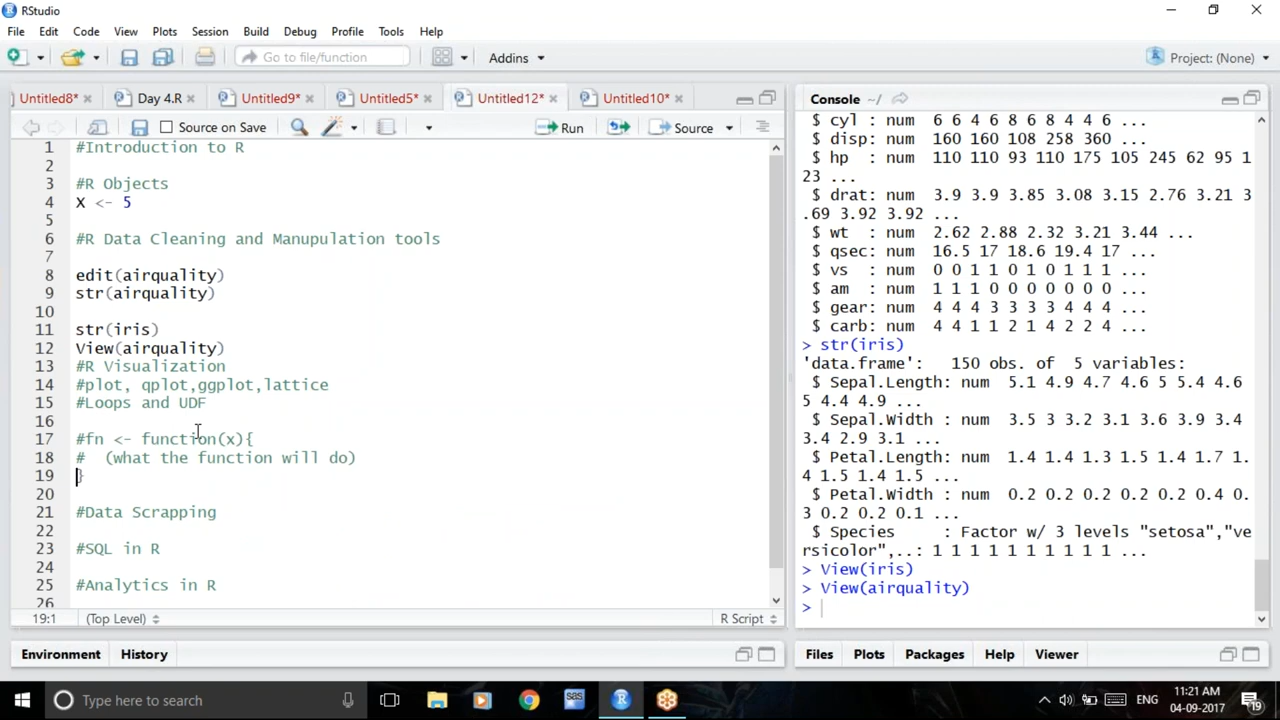 RStudio
File Edit Code View Plots Session Build Debug Profile Tools Help
Go to file/function Addins Project: (None)
Untitled8* Day 4.R Untitled9* Untitled5* Untitled12* Untitled10*
Source on Save Run Source
1 #Introduction to R
2
3 #R Objects
4 X <- 5
5
6 #R Data Cleaning and Manupulation tools
7
8 edit(airquality)
9 str(airquality)
10
11 str(iris)
12 View(airquality)
13 #R Visualization
14 #plot, qplot,ggplot,lattice
15 #Loops and UDF
16
17 #fn <- function(x){
18 #  (what the function will do)
19 }
20
21 #Data Scrapping
22
23 #SQL in R
24
25 #Analytics in R
26
19:1 (Top Level) R Script
Environment History
Console ~/
$ cyl : num 6 6 4 6 8 6 8 4 4 6 ...
$ disp: num 160 160 108 258 360 ...
$ hp : num 110 110 93 110 175 105 245 62 95 1
23 ...
$ drat: num 3.9 3.9 3.85 3.08 3.15 2.76 3.21 3
.69 3.92 3.92 ...
$ wt : num 2.62 2.88 2.32 3.21 3.44 ...
$ qsec: num 16.5 17 18.6 19.4 17 ...
$ vs : num 0 0 1 1 0 1 0 1 1 1 ...
$ am : num 1 1 1 0 0 0 0 0 0 0 ...
$ gear: num 4 4 4 3 3 3 3 4 4 4 ...
$ carb: num 4 4 1 1 2 1 4 2 2 4 ...
> str(iris)
'data.frame': 150 obs. of 5 variables:
$ Sepal.Length: num 5.1 4.9 4.7 4.6 5 5.4 4.6
5 4.4 4.9 ...
$ Sepal.Width : num 3.5 3 3.2 3.1 3.6 3.9 3.4
3.4 2.9 3.1 ...
$ Petal.Length: num 1.4 1.4 1.3 1.5 1.4 1.7 1.
4 1.5 1.4 1.5 ...
$ Petal.Width : num 0.2 0.2 0.2 0.2 0.2 0.4 0.
3 0.2 0.2 0.1 ...
$ Species : Factor w/ 3 levels "setosa","ve
rsicolor",..: 1 1 1 1 1 1 1 1 1 1 ...
> View(iris)
> View(airquality)
>
Files Plots Packages Help Viewer
Type here to search
sas
R
ENG
11:21 AM
04-09-2017
19